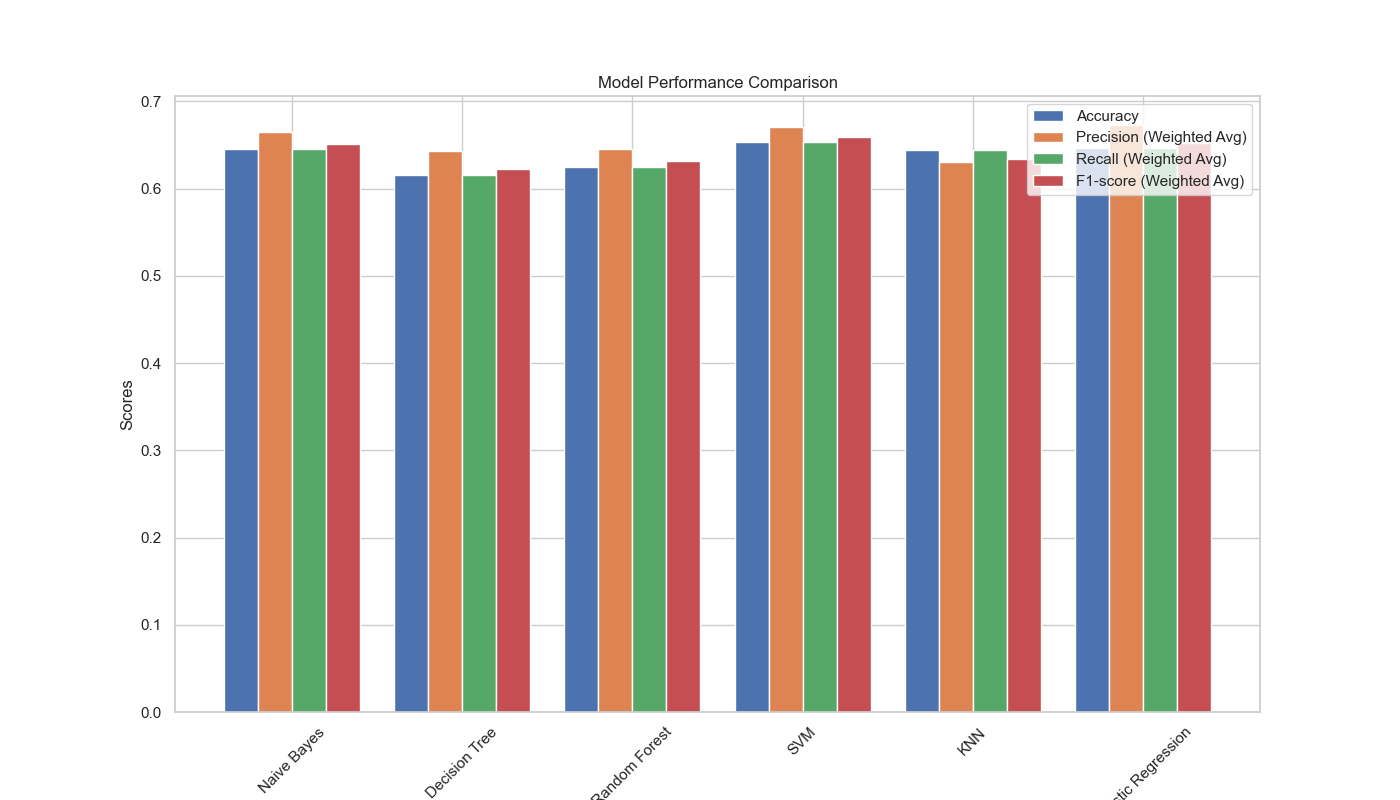 Model Performance Comparison
Accuracy
Precision (Weighted Avg)
Recall (Weighted Avg)
F1-score (Weighted Avg)
0.7
0.6
0.5
0.4
0.3
0.2
0.1
0.0
Scores
Naive Bayes
Decision Tree
Random Forest
SVM
KNN
stic Regression